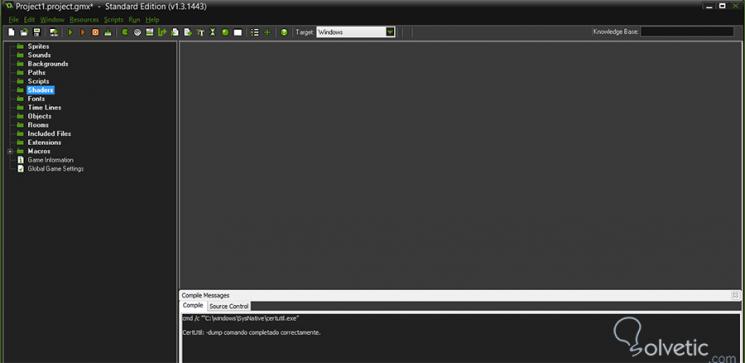 Project1.project.gmx* - Standard Edition (v1.3.1443)
File Edit Window Resources Scripts Run Help
Target: Windows Knowledge Base:
Sprites
Sounds
Backgrounds
Paths
Scripts
Shaders
Fonts
Time Lines
Objects
Rooms
Included Files
Extensions
Macros
Game Information
Global Game Settings
Compile Messages
Compile Source Control
cmd /c ""C:\windows\SysNative\certutil.exe"
CertUtil: -dump comando completado correctamente.
Solvetic.com